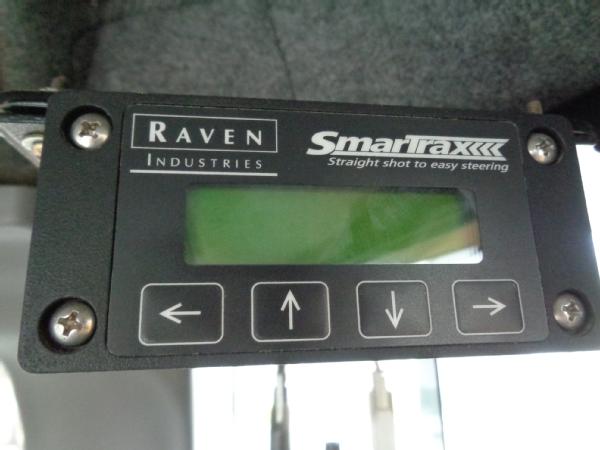 RAVEN
INDUSTRIES
SmarTrax
Straight shot to easy steering